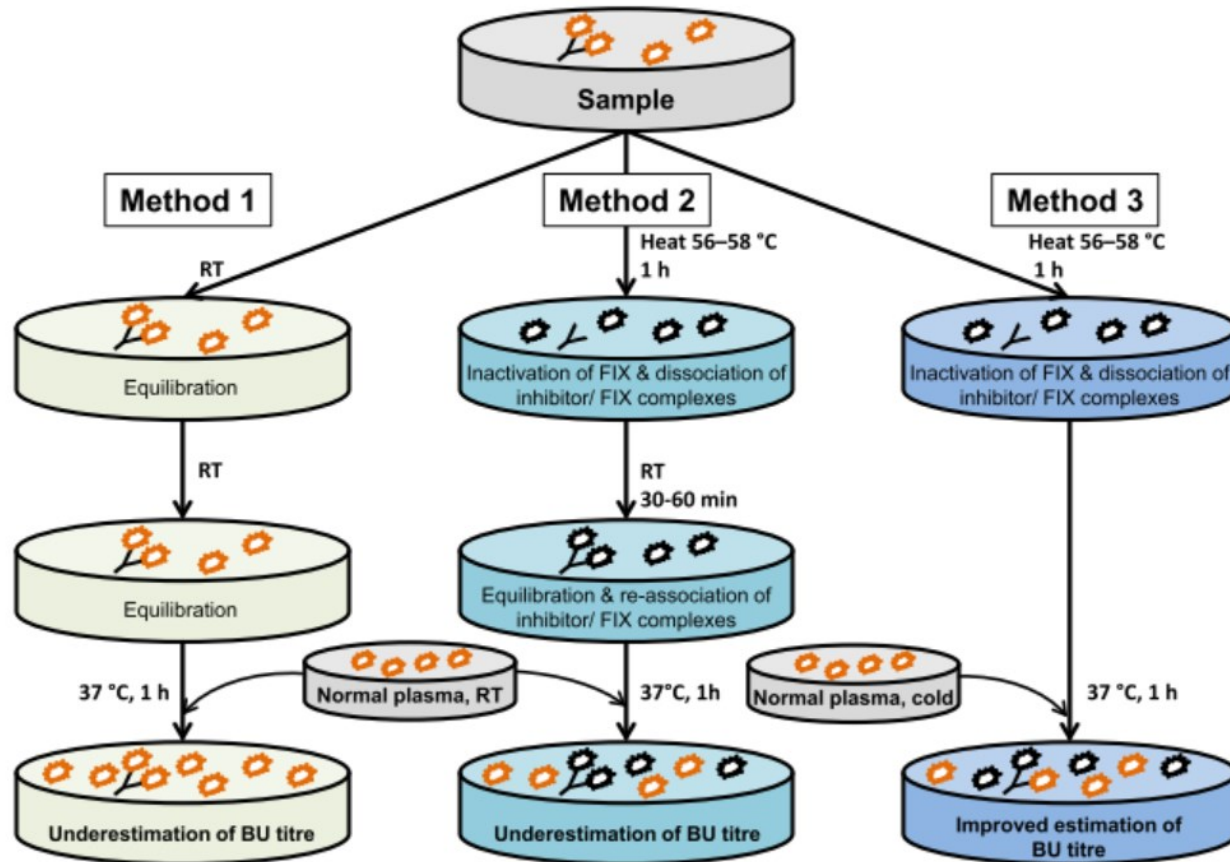 Sample
Method 1
Method 2
Method 3
RT
Heat 56–58 °C
1 h
Heat 56–58 °C
1 h
Equilibration
Inactivation of FIX & dissociation of
inhibitor/ FIX complexes
Inactivation of FIX & dissociation of
inhibitor/ FIX complexes
RT
RT
30-60 min
Equilibration
Equilibration & re-association of
inhibitor/ FIX complexes
37 °C, 1 h
Normal plasma, RT
37°C, 1h
Normal plasma, cold
37 °C, 1 h
Underestimation of BU titre
Underestimation of BU titre
Improved estimation of
BU titre